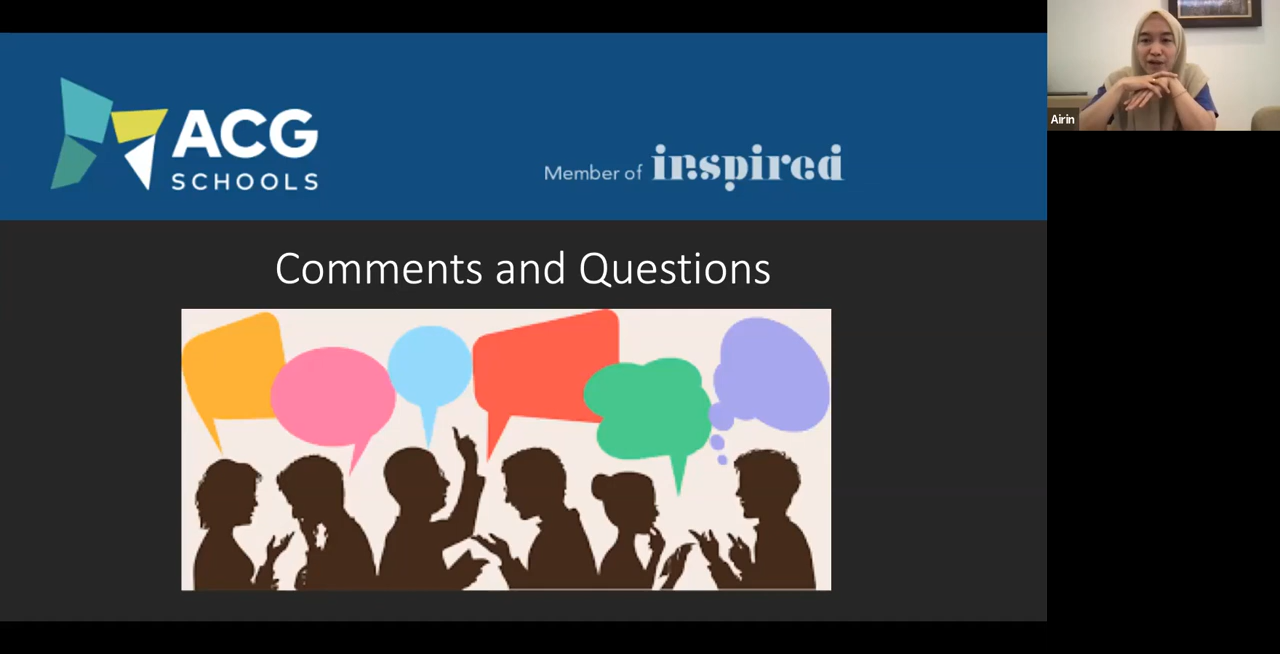 ACG
SCHOOLS
Member of inspired
Comments and Questions
Airin